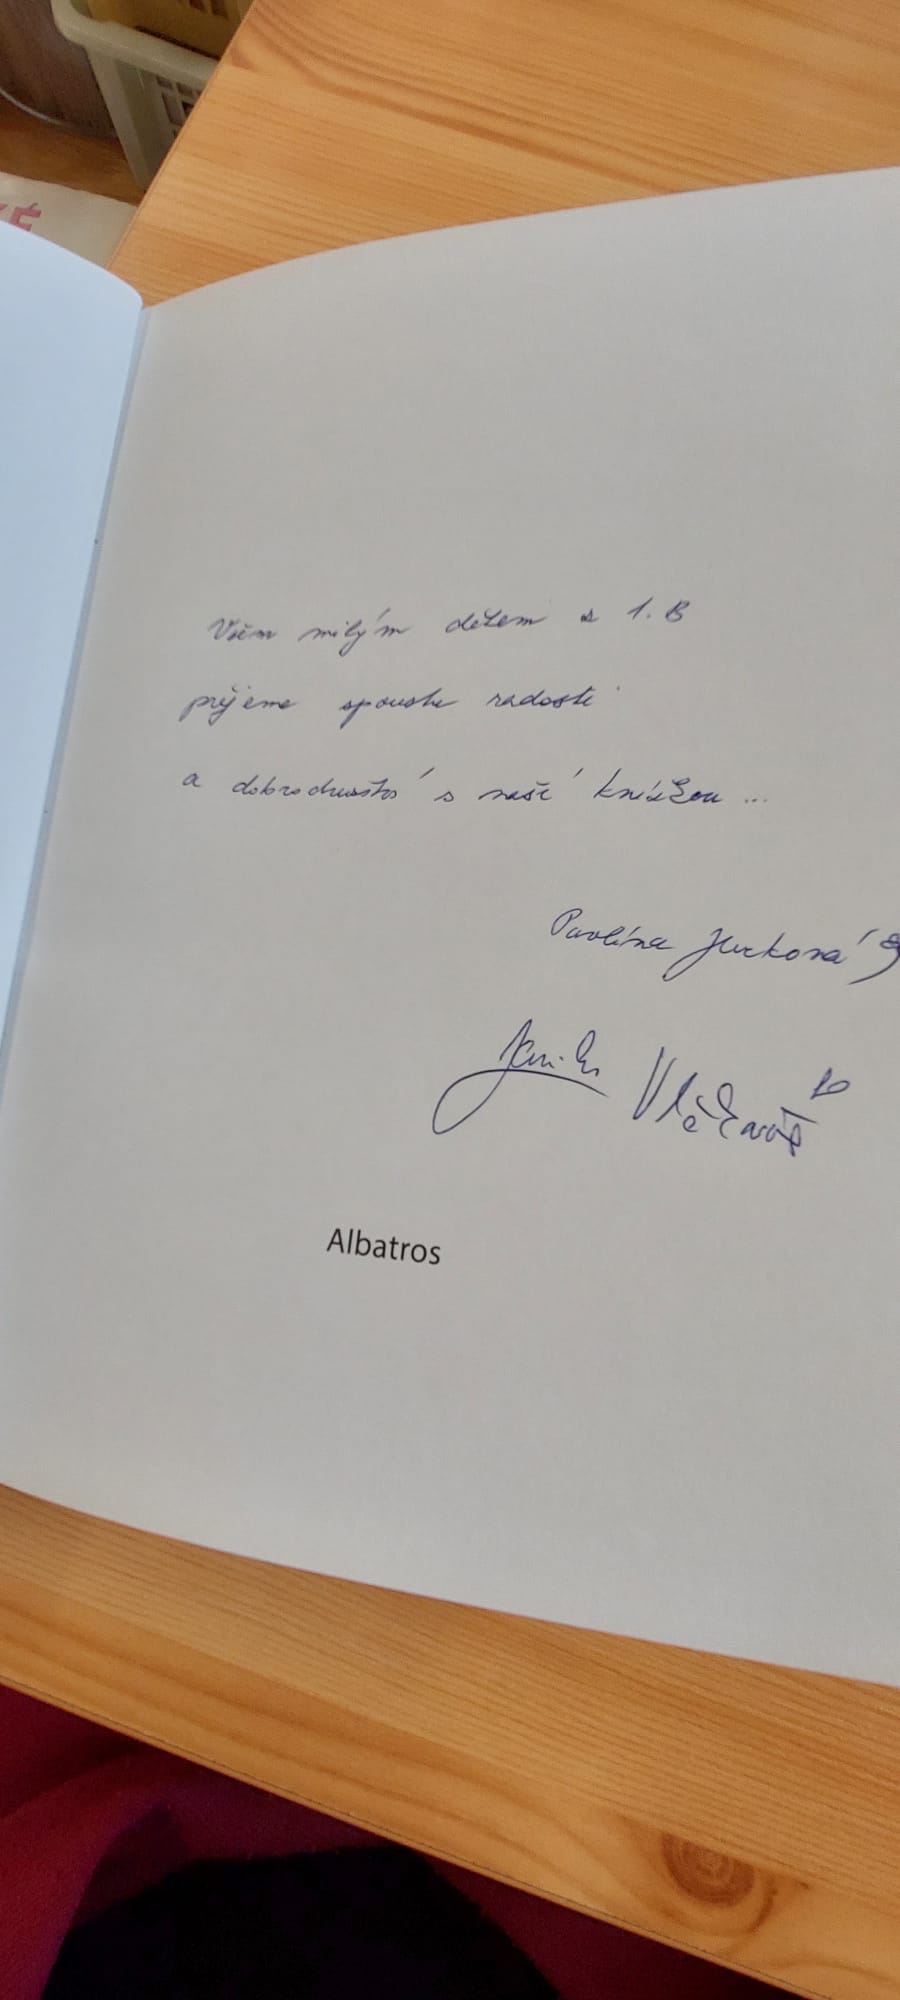 Všem milým dětem z 1. B
přejeme spoustu radosti
a dobrodružství s naší knížkou ...
Pavlína Jurková
Albatros